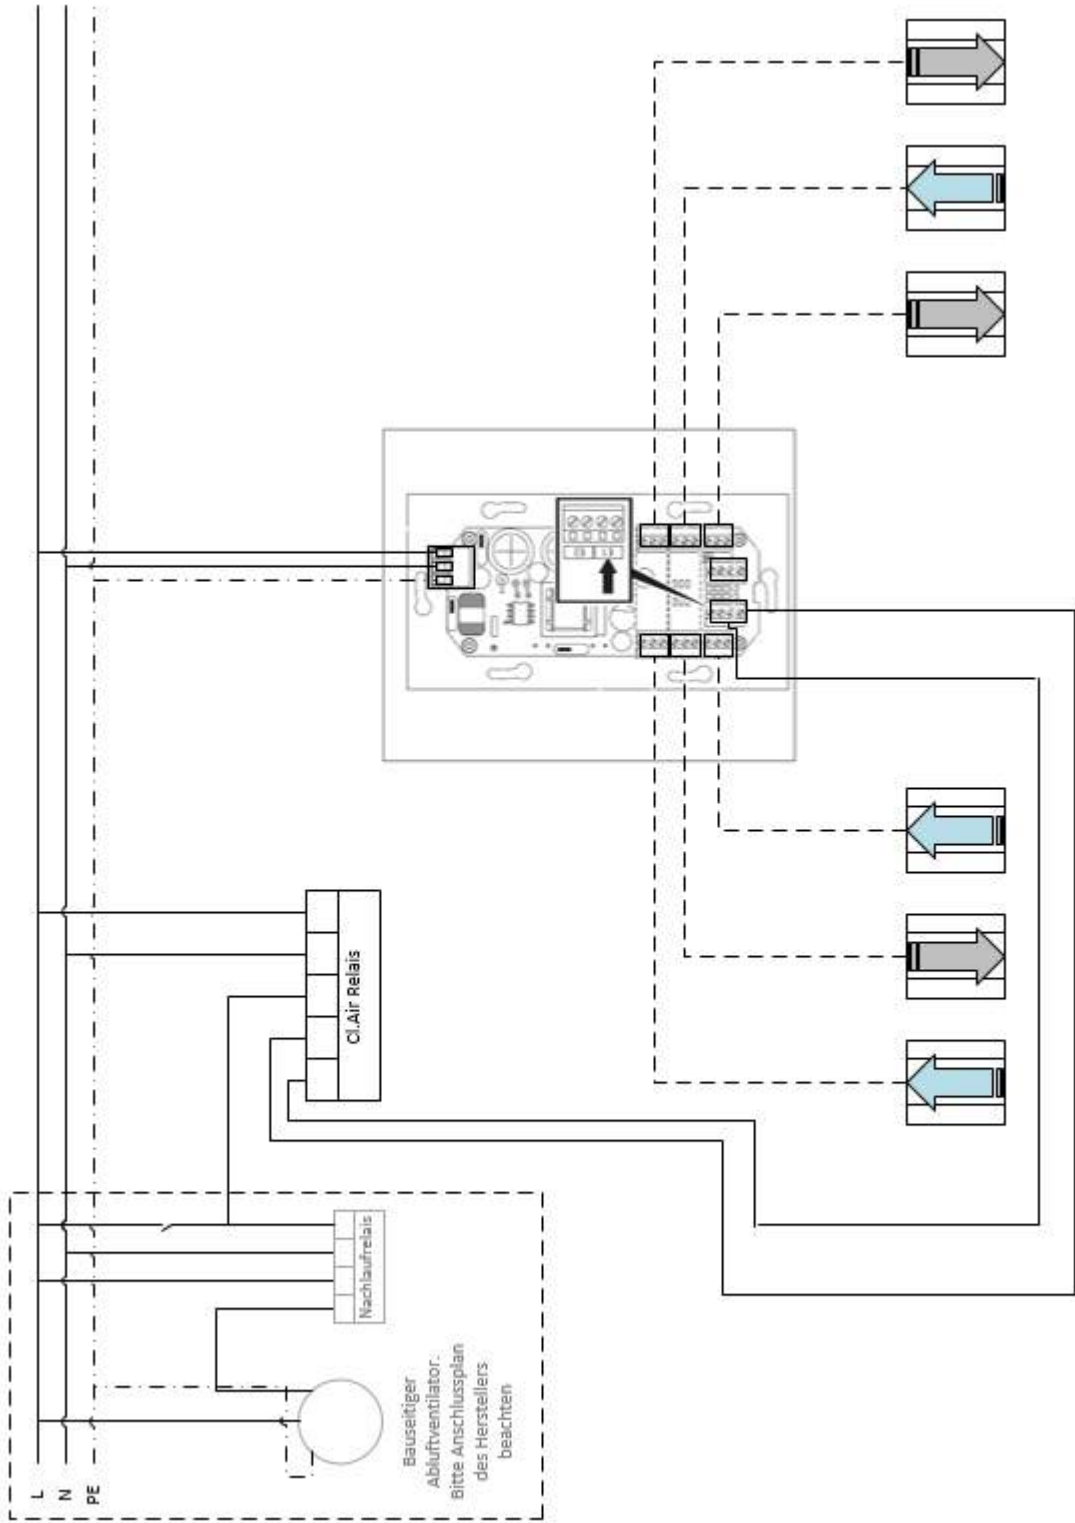 L
N
PE
Cl.Air Relais
Nachlaufrelais
Bauseitiger
Abluftventilator.
Bitte Anschlussplan
des Herstellers
beachten